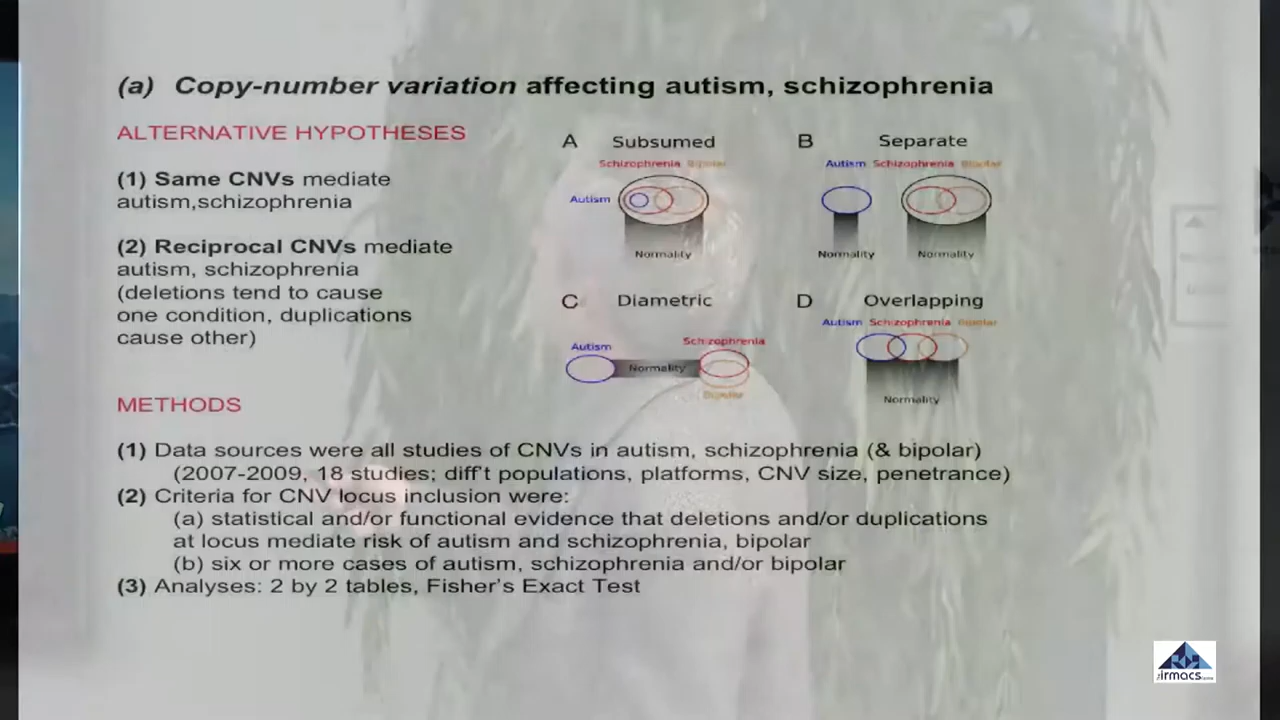 (a) Copy-number variation affecting autism, schizophrenia
ALTERNATIVE HYPOTHESES
(1) Same CNVs mediate
autism,schizophrenia
(2) Reciprocal CNVs mediate
autism, schizophrenia
(deletions tend to cause
one condition, duplications
cause other)
A Subsumed
Schizophrenia Bipolar
Autism
Normality
B Separate
Autism Schizophrenia Bipolar
Normality Normality
C Diametric
Autism Schizophrenia
Normality
Bipolar
D Overlapping
Autism Schizophrenia Bipolar
Normality
METHODS
(1) Data sources were all studies of CNVs in autism, schizophrenia (& bipolar)
(2007-2009, 18 studies; diff't populations, platforms, CNV size, penetrance)
(2) Criteria for CNV locus inclusion were:
(a) statistical and/or functional evidence that deletions and/or duplications
at locus mediate risk of autism and schizophrenia, bipolar
(b) six or more cases of autism, schizophrenia and/or bipolar
(3) Analyses: 2 by 2 tables, Fisher's Exact Test
irmacs